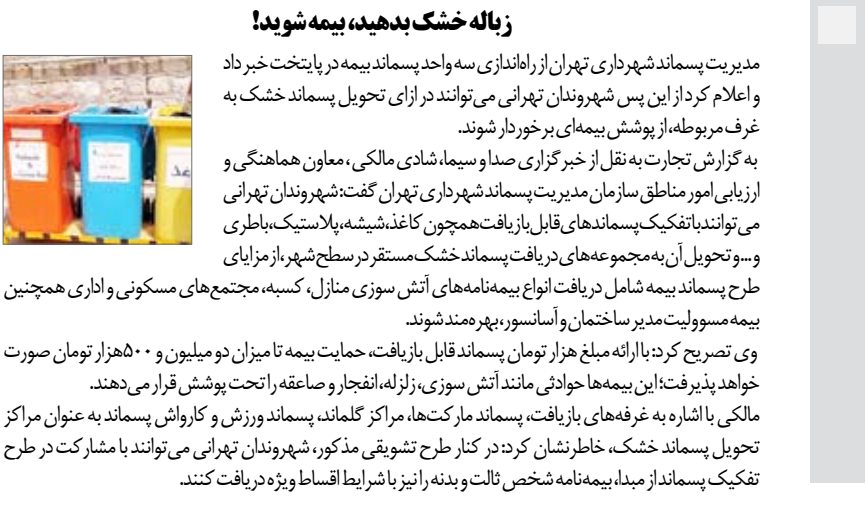 زباله خشک بدهید، بیمه شوید!
مدیریت پسماند شهرداری تهران از راه‌اندازی سه واحد پسماند بیمه در پایتخت خبر داد
و اعلام کرد از این پس شهروندان تهرانی می‌توانند در ازای تحویل پسماند خشک به
غرف مربوطه، از پوشش بیمه‌ای برخوردار شوند.
به گزارش تجارت به نقل از خبرگزاری صدا و سیما، شادی مالکی، معاون هماهنگی و
ارزیابی امور مناطق سازمان مدیریت پسماند شهرداری تهران گفت: شهروندان تهرانی
می‌توانند با تفکیک پسماندهای قابل بازیافت همچون کاغذ، شیشه، پلاستیک، باطری
و... و تحویل آن به مجموعه‌های دریافت پسماند خشک مستقر در سطح شهر، از مزایای
طرح پسماند بیمه شامل دریافت انواع بیمه‌نامه‌های آتش سوزی منازل، کسبه، مجتمع‌های مسکونی و اداری همچنین
بیمه مسوولیت مدیر ساختمان و آسانسور، بهره‌مند شوند.
وی تصریح کرد: با ارائه مبلغ هزار تومان پسماند قابل بازیافت، حمایت بیمه تا میزان دو میلیون و ۵۰۰هزار تومان صورت
خواهد پذیرفت؛ این بیمه‌ها حوادثی مانند آتش سوزی، زلزله، انفجار و صاعقه را تحت پوشش قرار می‌دهند.
مالکی با اشاره به غرفه‌های بازیافت، پسماند مارکت‌ها، مراکز گلماند، پسماند ورزش و کارواش پسماند به عنوان مراکز
تحویل پسماند خشک، خاطرنشان کرد: در کنار طرح تشویقی مذکور، شهروندان تهرانی می‌توانند با مشارکت در طرح
تفکیک پسماند از مبدا، بیمه‌نامه شخص ثالث و بدنه را نیز با شرایط اقساط ویژه دریافت کنند.